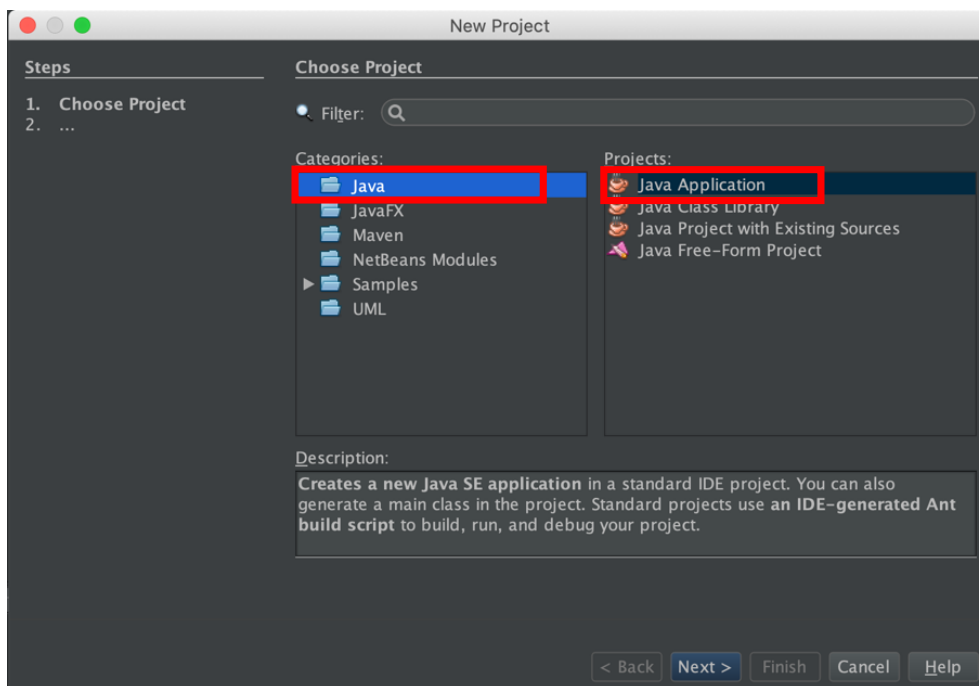 New Project
Steps
1. Choose Project
2. ...
Choose Project
Filter:
Categories:
Java
JavaFX
Maven
NetBeans Modules
Samples
UML
Projects:
Java Application
Java Class Library
Java Project with Existing Sources
Java Free-Form Project
Description:
Creates a new Java SE application in a standard IDE project. You can also
generate a main class in the project. Standard projects use an IDE-generated Ant
build script to build, run, and debug your project.
< Back Next > Finish Cancel Help